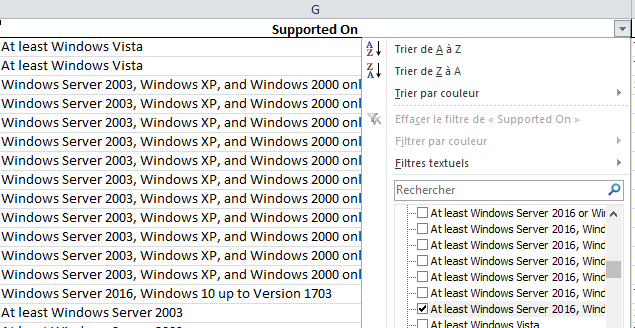 G
Supported On
At least Windows Vista
At least Windows Vista
Windows Server 2003, Windows XP, and Windows 2000 onl
Windows Server 2003, Windows XP, and Windows 2000 onl
Windows Server 2003, Windows XP, and Windows 2000 onl
Windows Server 2003, Windows XP, and Windows 2000 onl
Windows Server 2003, Windows XP, and Windows 2000 onl
Windows Server 2003, Windows XP, and Windows 2000 onl
Windows Server 2003, Windows XP, and Windows 2000 onl
Windows Server 2003, Windows XP, and Windows 2000 onl
Windows Server 2003, Windows XP, and Windows 2000 onl
Windows Server 2003, Windows XP, and Windows 2000 onl
Windows Server 2003, Windows XP, and Windows 2000 onl
Windows Server 2016, Windows 10 up to Version 1703
At least Windows Server 2003
A Z
Trier de A à Z
Z A
Trier de Z à A
Trier par couleur
Effacer le filtre de « Supported On »
Filtrer par couleur
Filtres textuels
Rechercher
At least Windows Server 2016 or Wi
At least Windows Server 2016, Wind
At least Windows Server 2016, Wind
At least Windows Server 2016, Wind
At least Windows Server 2016, Wind
At least Windows Server 2016, Wind
At least Windows Server 2016, Wind
At least Windows Vista